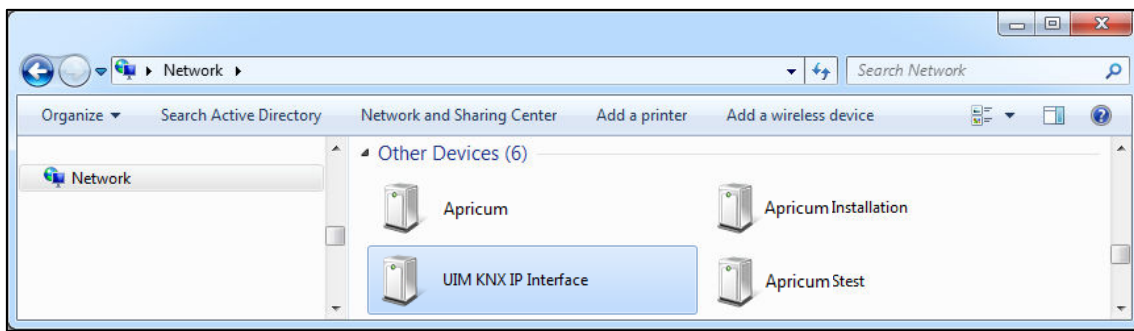 Network
Search Network
Organize
Search Active Directory
Network and Sharing Center
Add a printer
Add a wireless device
Network
Other Devices (6)
Apricum
Apricum Installation
UIM KNX IP Interface
Apricum Stest